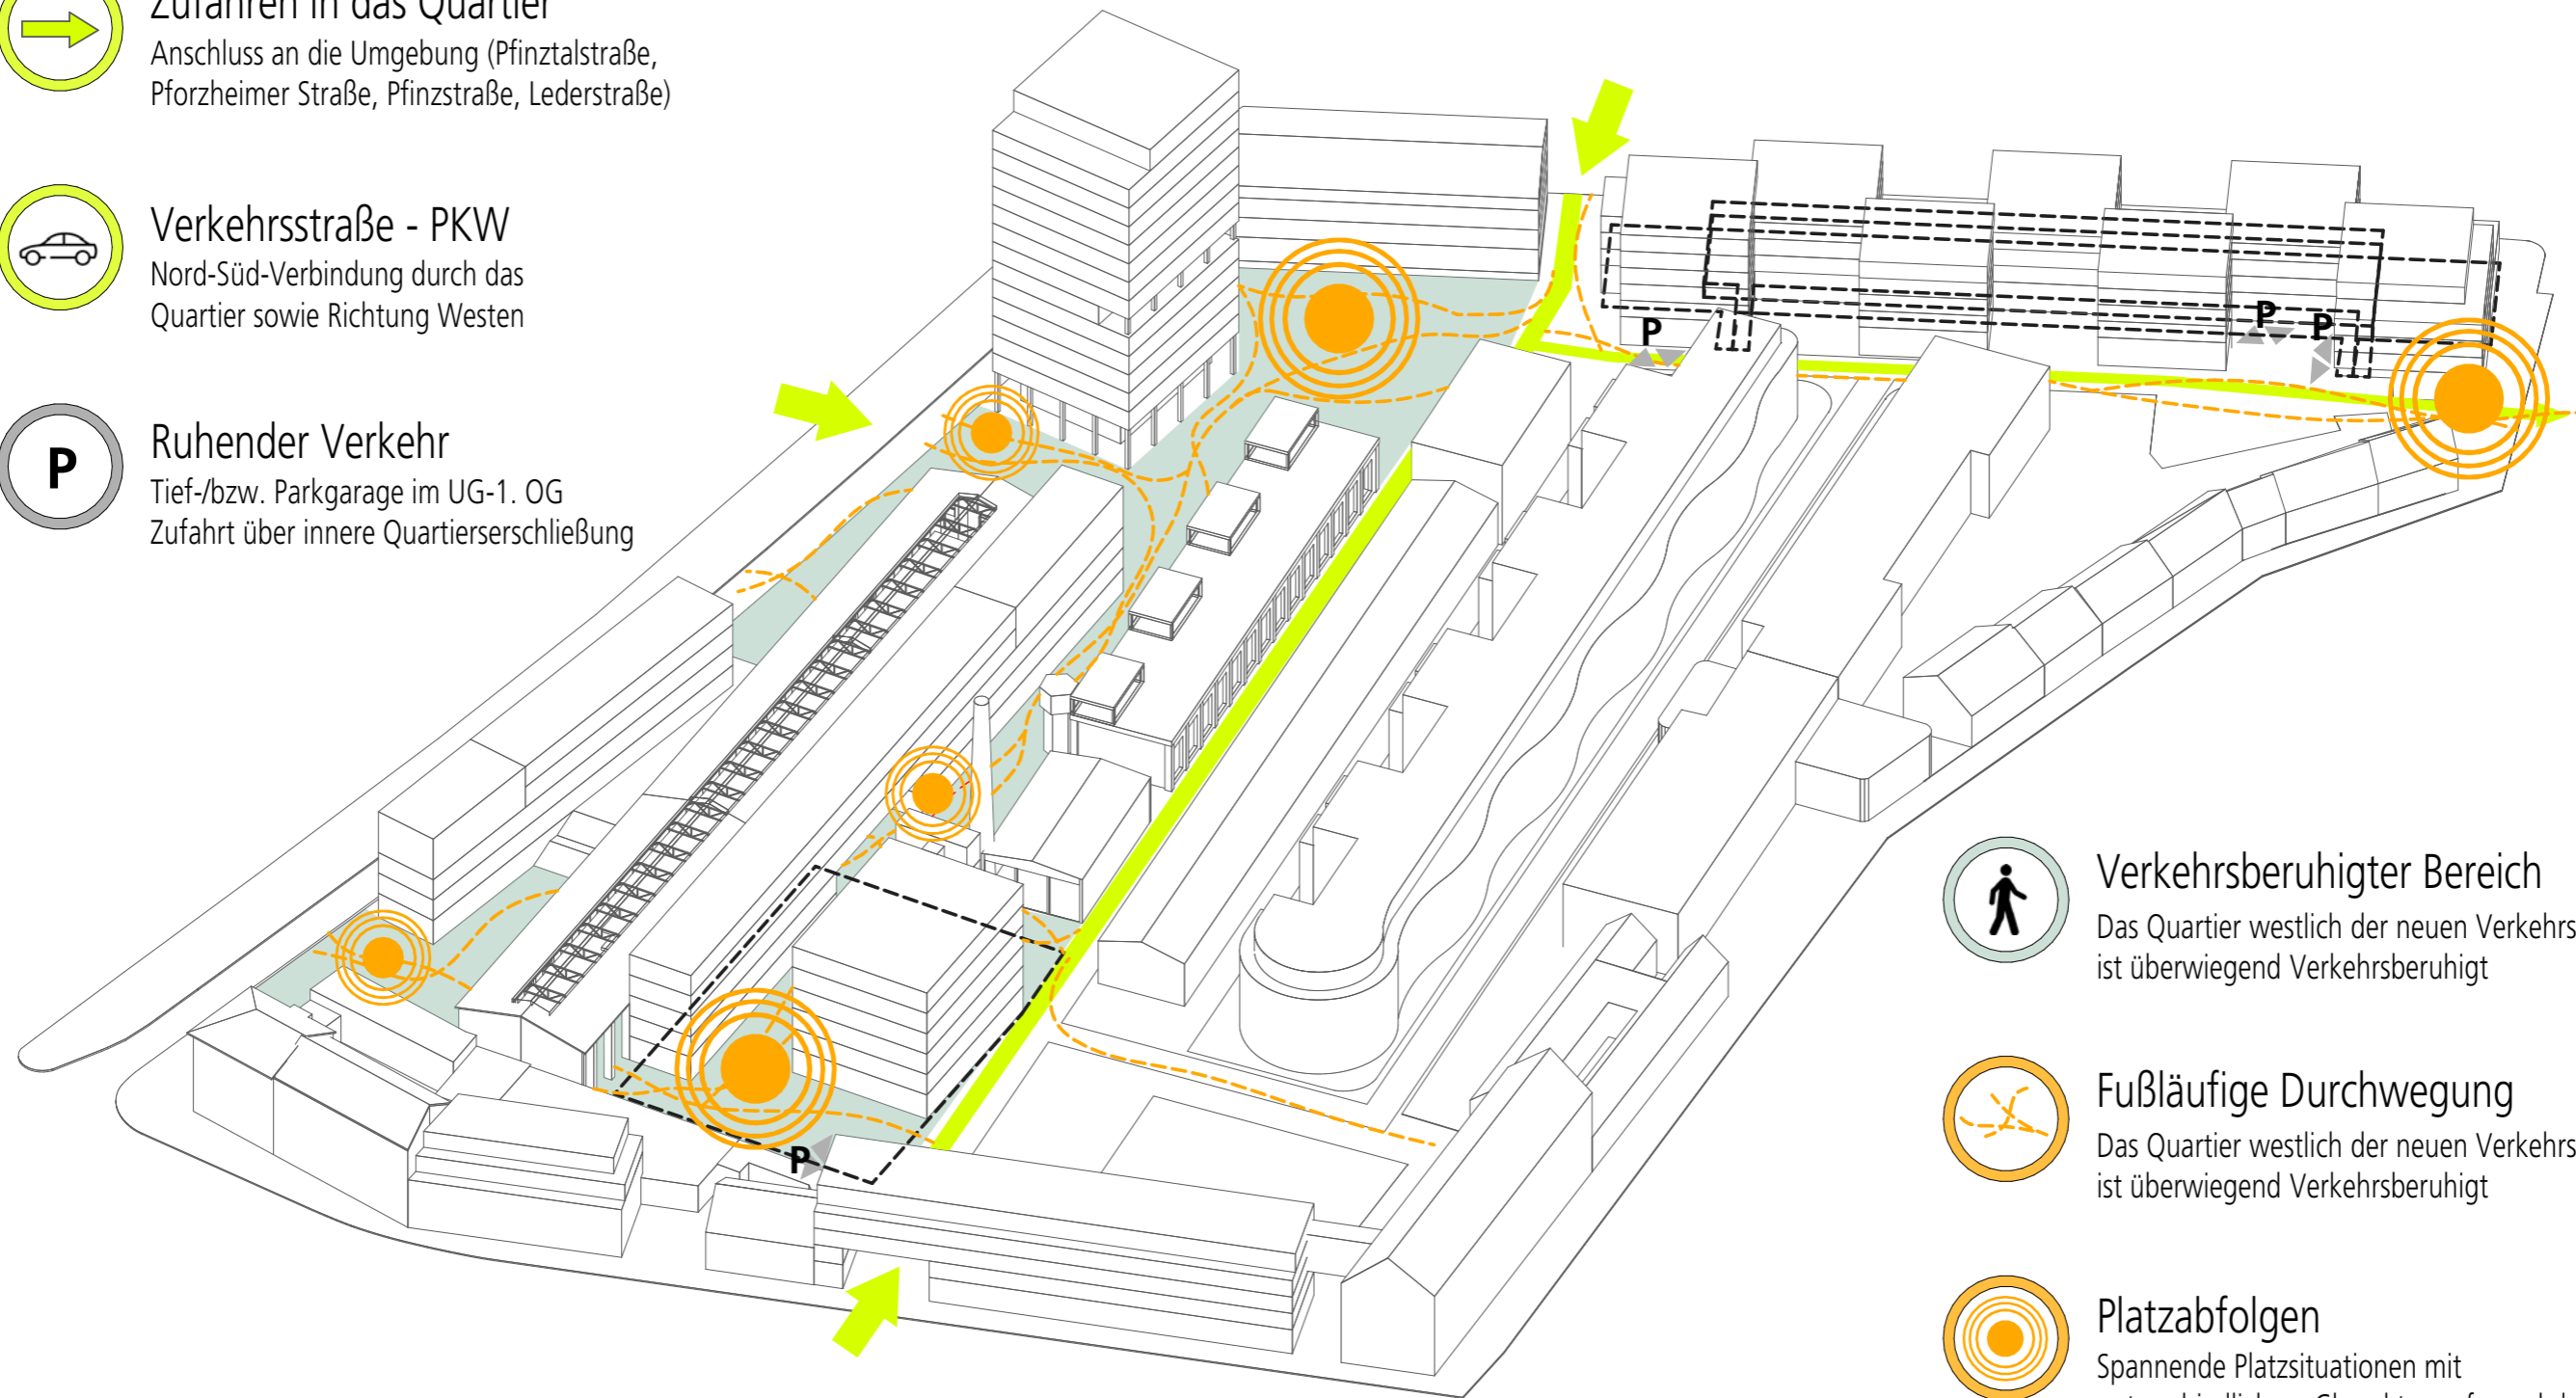 Zufahren in das Quartier
Anschluss an die Umgebung (Pfinztalstraße,
Pforzheimer Straße, Pfinzstraße, Lederstraße)
Verkehrsstraße - PKW
Nord-Süd-Verbindung durch das
Quartier sowie Richtung Westen
P
Ruhender Verkehr
Tief-/bzw. Parkgarage im UG-1. OG
Zufahrt über innere Quartierserschließung
P
P
P
P
Verkehrsberuhigter Bereich
Das Quartier westlich der neuen Verkehrs
ist überwiegend Verkehrsberuhigt
Fußläufige Durchwegung
Das Quartier westlich der neuen Verkehrs
ist überwiegend Verkehrsberuhigt
Platzabfolgen
Spannende Platzsituationen mit